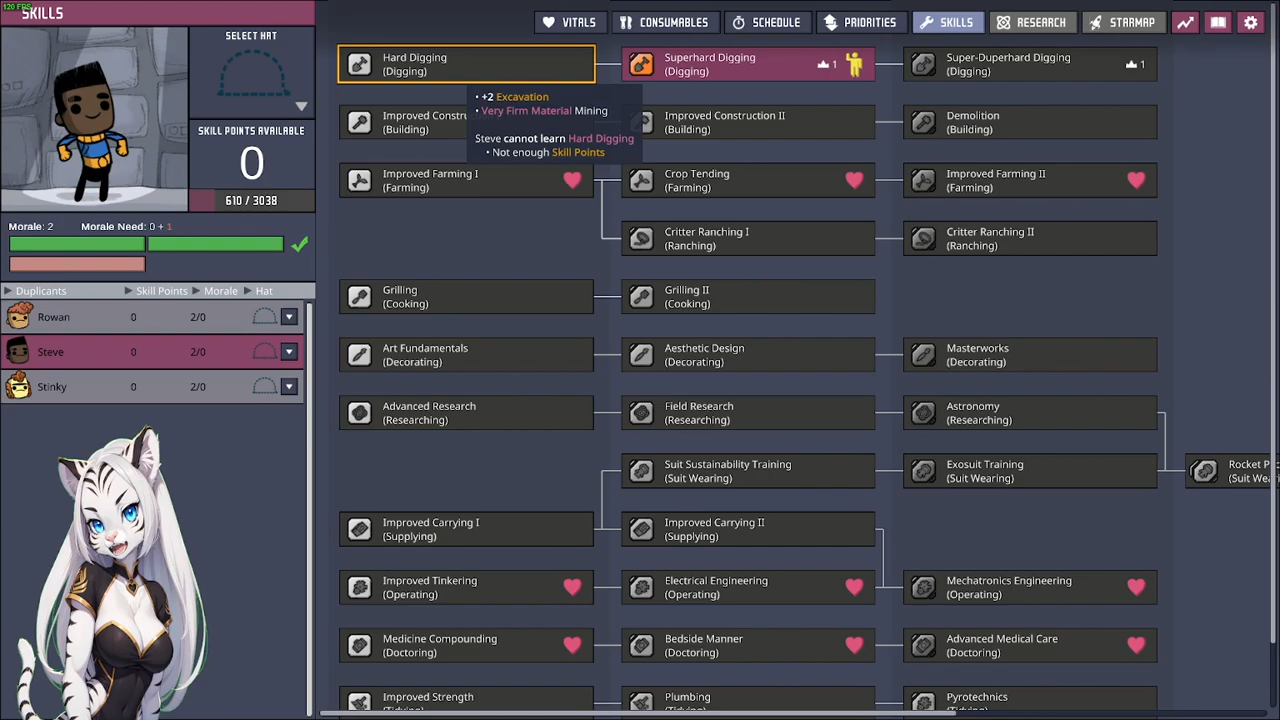 120 FPS
SKILLS
VITALS
CONSUMABLES
SCHEDULE
PRIORITIES
SKILLS
RESEARCH
STARMAP
SELECT HAT
SKILL POINTS AVAILABLE
0
610 / 3038
Morale: 2
Morale Need: 0 + 1
Duplicants
Skill Points
Morale
Hat
Rowan 0 2/0
Steve 0 2/0
Stinky 0 2/0
Hard Digging
(Digging)
Superhard Digging
(Digging)
1
Super-Duperhard Digging
(Digging)
1
• +2 Excavation
• Very Firm Material Mining
Steve cannot learn Hard Digging
• Not enough Skill Points
Improved Constr
(Building)
Improved Construction II
(Building)
Demolition
(Building)
Improved Farming I
(Farming)
Crop Tending
(Farming)
Improved Farming II
(Farming)
Critter Ranching I
(Ranching)
Critter Ranching II
(Ranching)
Grilling
(Cooking)
Grilling II
(Cooking)
Art Fundamentals
(Decorating)
Aesthetic Design
(Decorating)
Masterworks
(Decorating)
Advanced Research
(Researching)
Field Research
(Researching)
Astronomy
(Researching)
Suit Sustainability Training
(Suit Wearing)
Exosuit Training
(Suit Wearing)
Rocket P
(Suit Wea
Improved Carrying I
(Supplying)
Improved Carrying II
(Supplying)
Improved Tinkering
(Operating)
Electrical Engineering
(Operating)
Mechatronics Engineering
(Operating)
Medicine Compounding
(Doctoring)
Bedside Manner
(Doctoring)
Advanced Medical Care
(Doctoring)
Improved Strength
Plumbing
Pyrotechnics